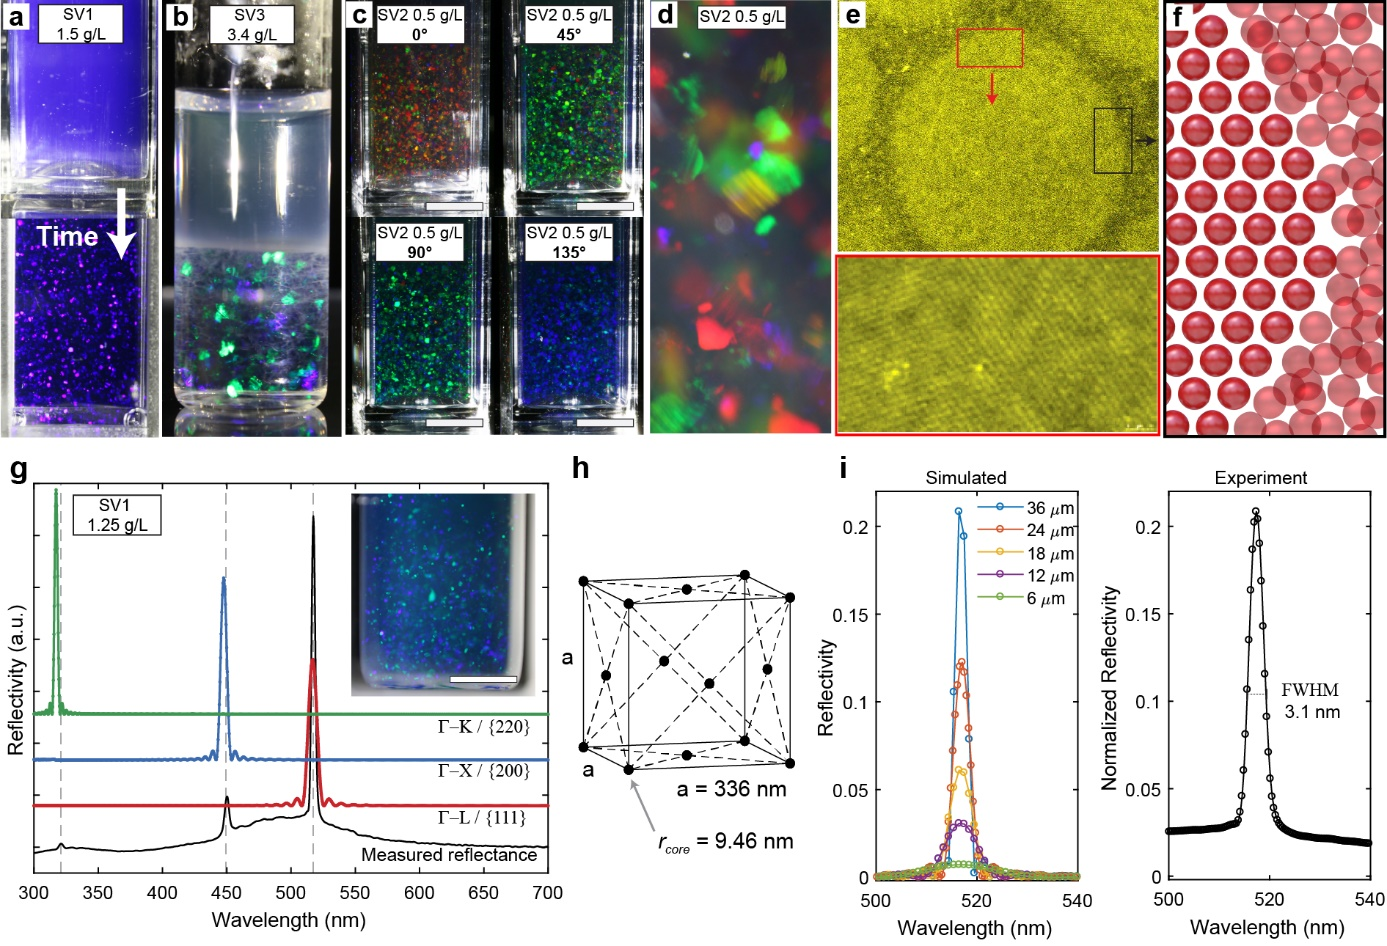 a
SV1
1.5 g/L
Time
b
SV3
3.4 g/L
c
SV2 0.5 g/L
0°
SV2 0.5 g/L
45°
SV2 0.5 g/L
90°
SV2 0.5 g/L
135°
d
SV2 0.5 g/L
e
f
g
SV1
1.25 g/L
Γ–K / {220}
Γ–X / {200}
Γ–L / {111}
Measured reflectance
Reflectivity (a.u.)
300 350 400 450 500 550 600 650 700
Wavelength (nm)
h
a
a
a = 336 nm
r_core = 9.46 nm
i
Simulated
36 μm
24 μm
18 μm
12 μm
6 μm
Reflectivity
0.2
0.15
0.1
0.05
0
500 520 540
Wavelength (nm)
Experiment
FWHM
3.1 nm
Normalized Reflectivity
0.2
0.15
0.1
0.05
0
500 520 540
Wavelength (nm)